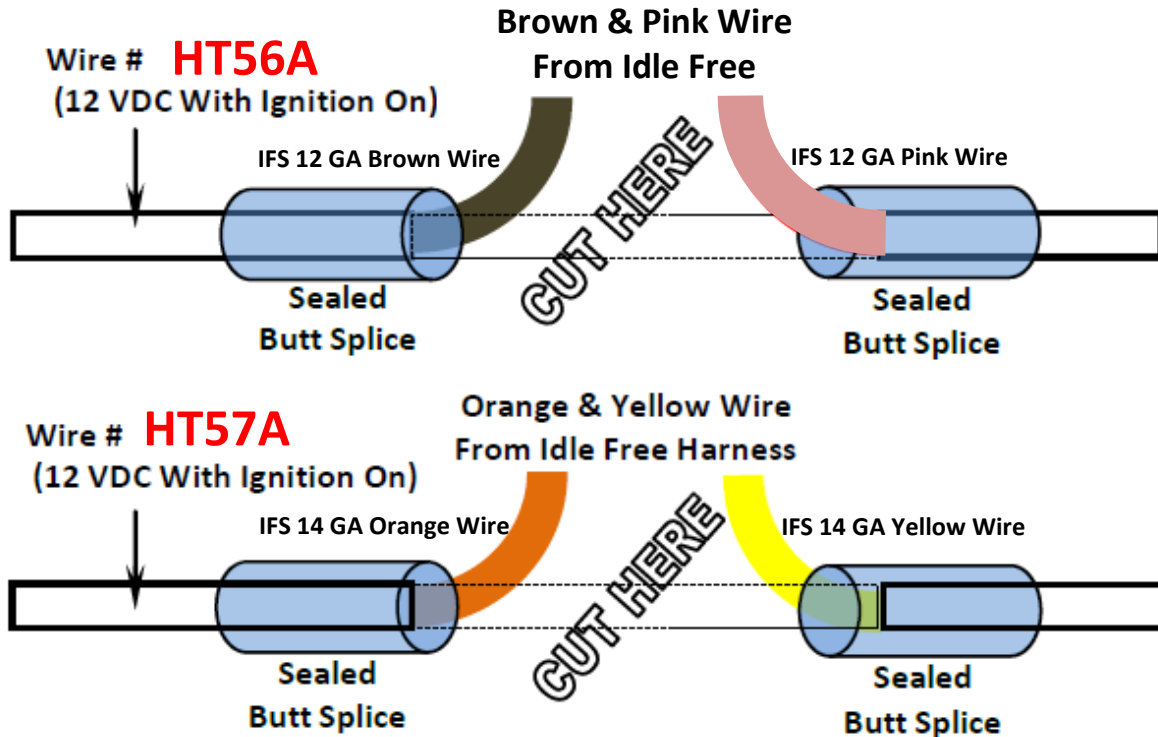 Brown & Pink Wire
From Idle Free
Wire # HT56A
(12 VDC With Ignition On)
IFS 12 GA Brown Wire
IFS 12 GA Pink Wire
CUT HERE
Sealed
Butt Splice
Sealed
Butt Splice
Orange & Yellow Wire
From Idle Free Harness
Wire # HT57A
(12 VDC With Ignition On)
IFS 14 GA Orange Wire
IFS 14 GA Yellow Wire
CUT HERE
Sealed
Butt Splice
Sealed
Butt Splice